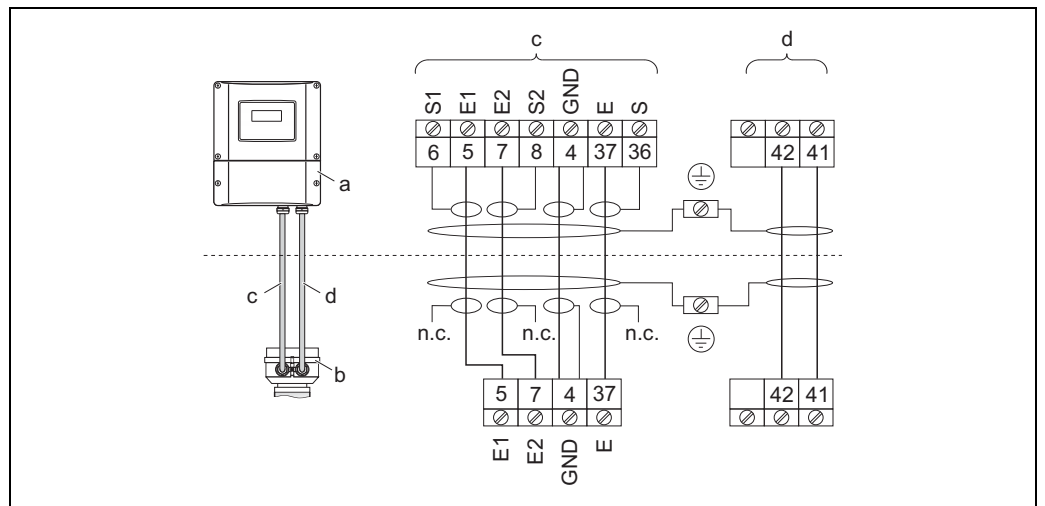 c d
S1 E1 E2 S2 GND E S
6 5 7 8 4 37 36 42 41
a
c d
n.c. n.c. n.c.
b
5 7 4 37 42 41
E1 E2 GND E